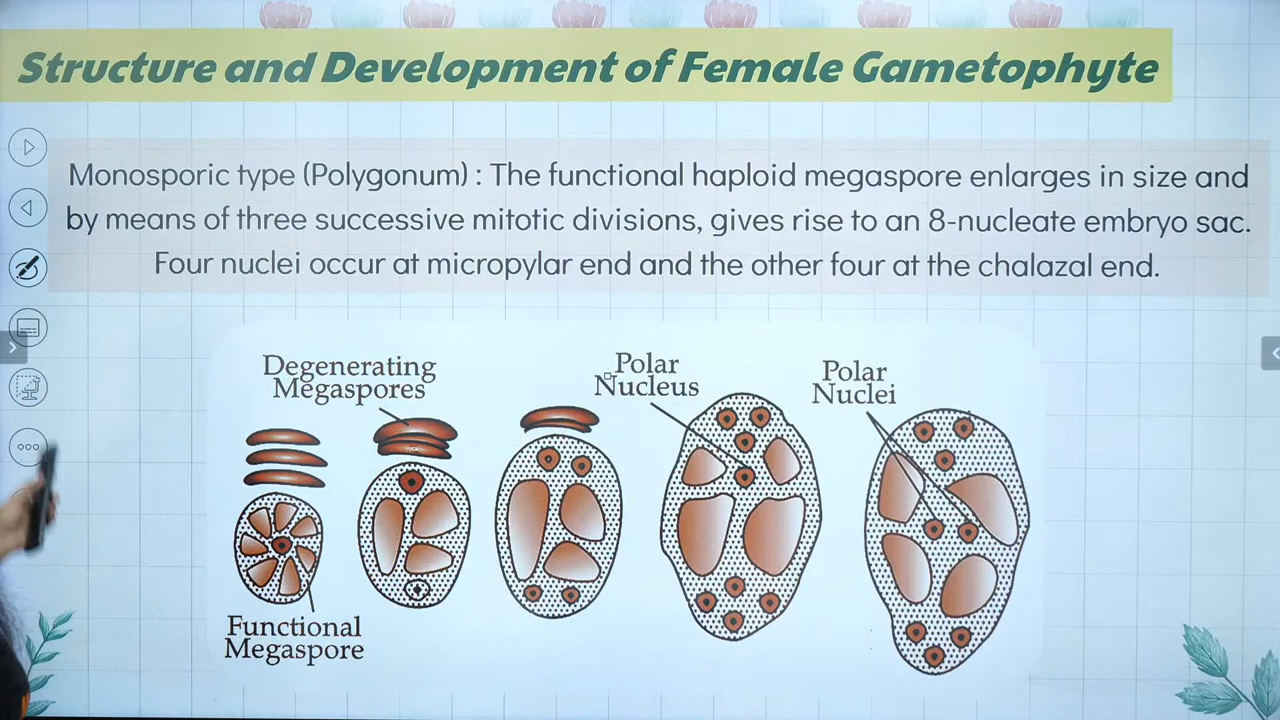 Structure and Development of Female Gametophyte
Monosporic type (Polygonum) : The functional haploid megaspore enlarges in size and
by means of three successive mitotic divisions, gives rise to an 8-nucleate embryo sac.
Four nuclei occur at micropylar end and the other four at the chalazal end.
Degenerating
Megaspores
Polar
Nucleus
Polar
Nuclei
Functional
Megaspore